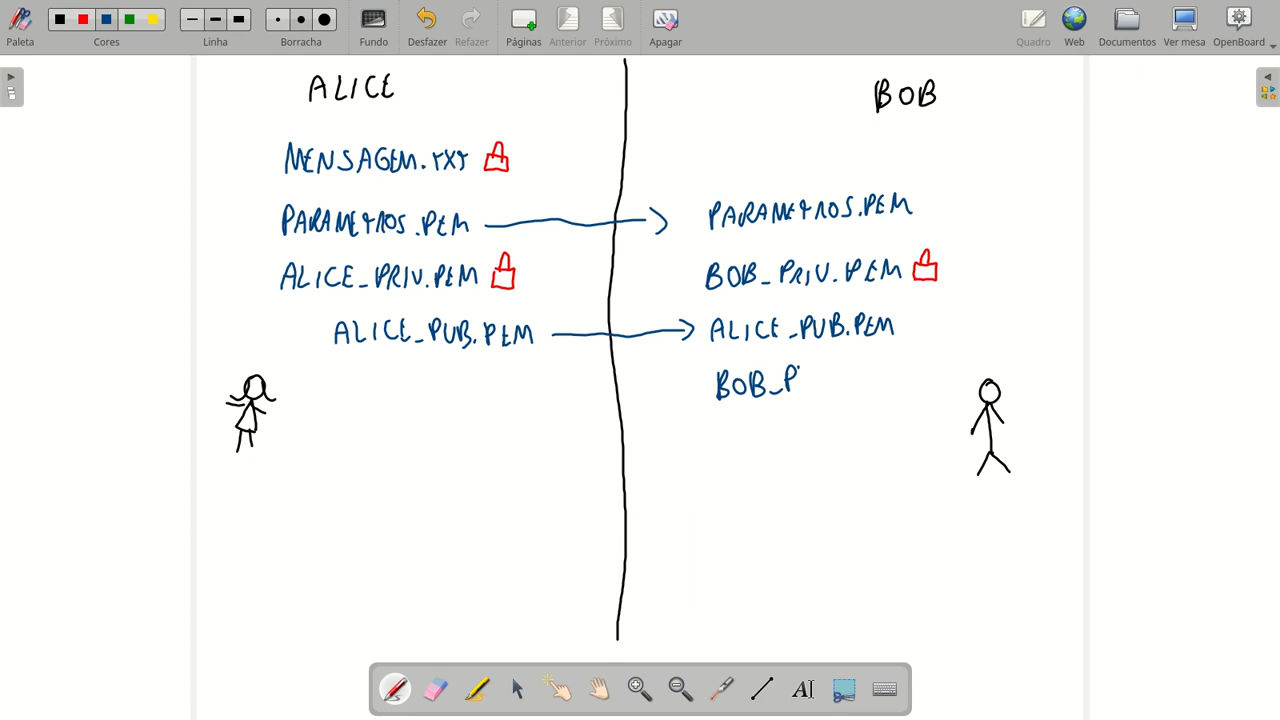 Paleta
Cores
Linha
Borracha
Fundo
Desfazer
Refazer
Páginas
Anterior
Próximo
Apagar
Quadro
Web
Documentos
Ver mesa
OpenBoard
ALICE
MENSAGEM.TXT
PARAMETROS.PEM
ALICE_PRIV.PEM
ALICE_PUB.PEM
BOB
PARAMETROS.PEM
BOB_PRIV.PEM
ALICE_PUB.PEM
BOB_P
AI